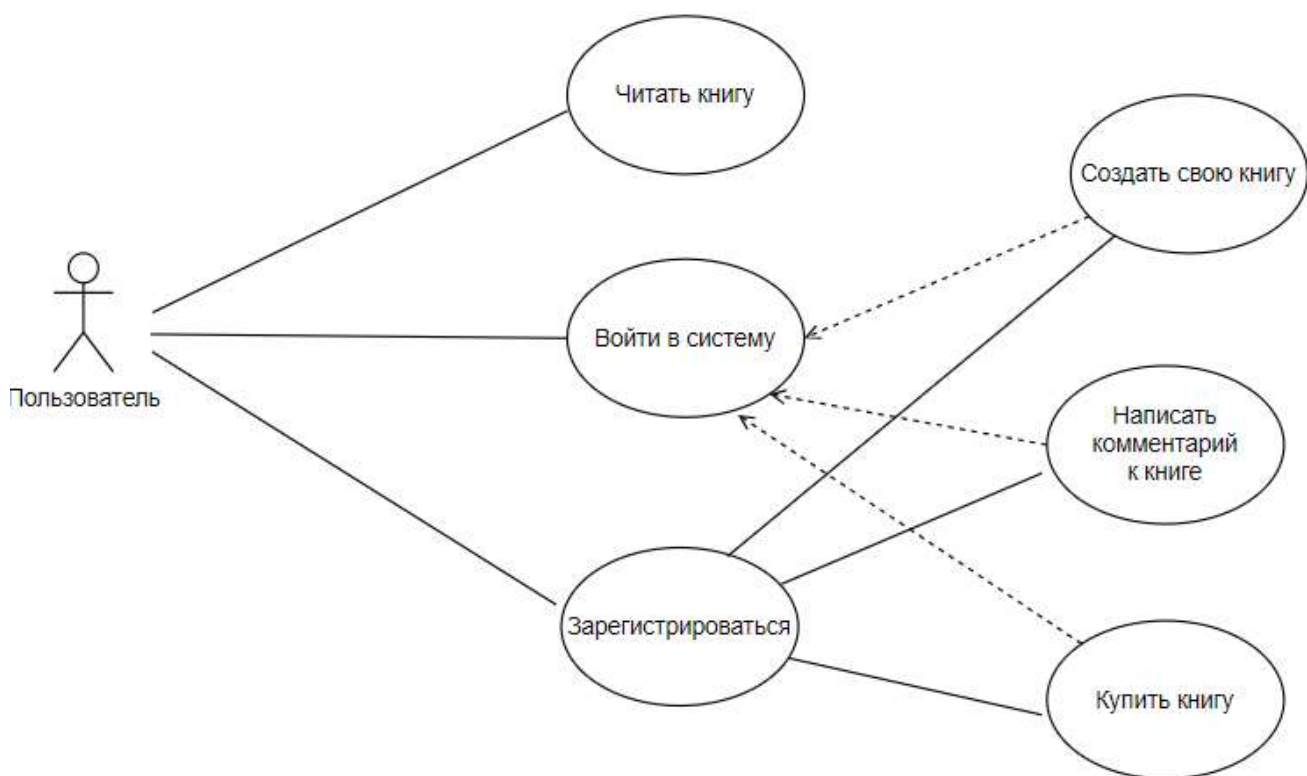 Читать книгу
Создать свою книгу
Войти в систему
Пользователь
Написать
комментарий
к книге
Зарегистрироваться
Купить книгу